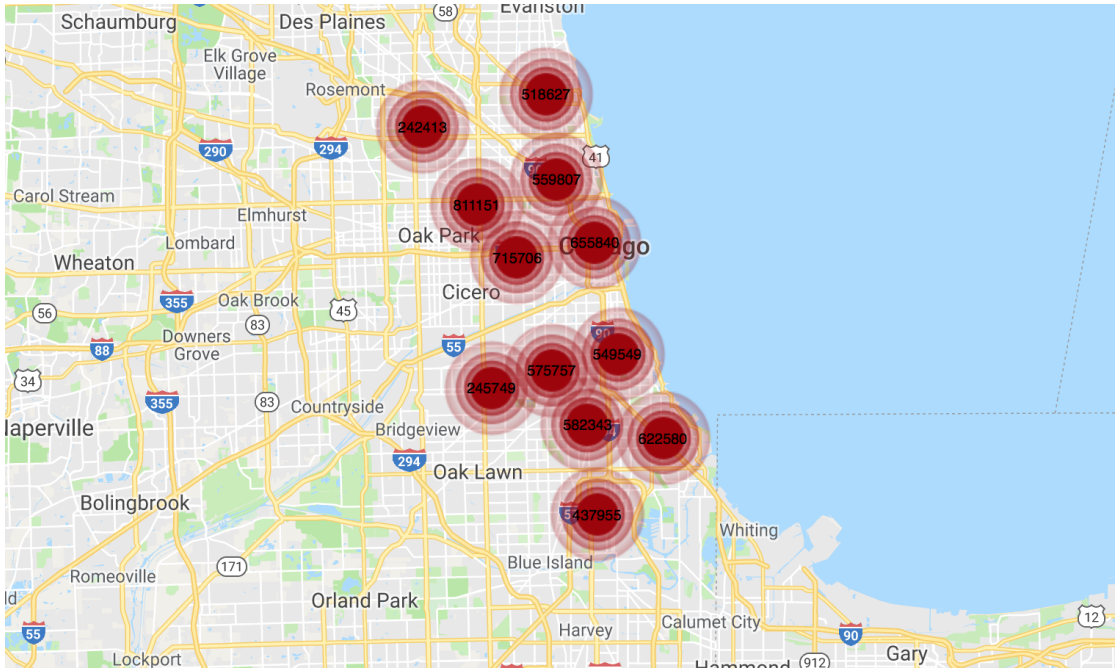 Evanston
Schaumburg
Des Plaines
58
Elk Grove
Village
Rosemont
518627
242413
290
294
41
559807
Carol Stream
811151
Elmhurst
Oak Park
655840
Lombard
715706
Wheaton
Cicero
355
Oak Brook
45
56
83
90
Downers
Grove
55
88
549549
575757
34
245749
355
83
Countryside
Bridgeview
582343
Naperville
622580
294
Oak Lawn
Bolingbrook
437955
Whiting
Blue Island
171
Romeoville
Orland Park
55
Harvey
Calumet City
90
12
Lockport
Gary
Hammond
912